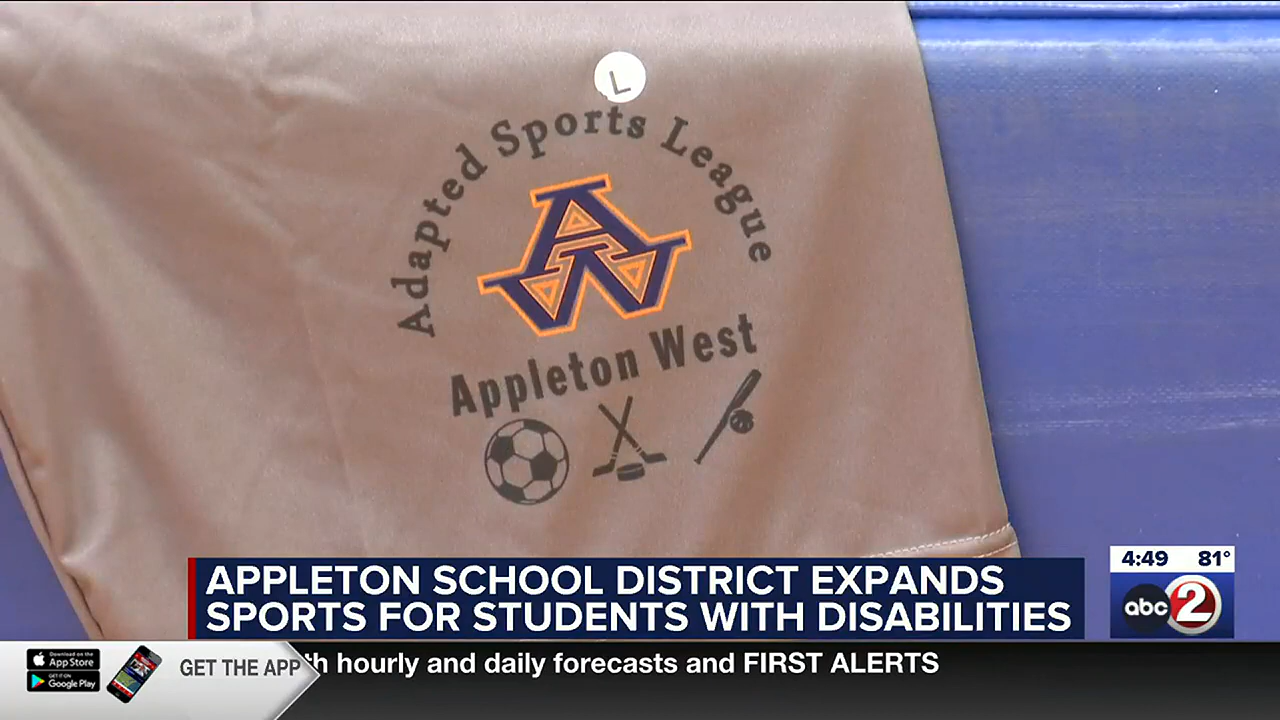 L
Adapted Sports League
AW
Appleton West
APPLETON SCHOOL DISTRICT EXPANDS
SPORTS FOR STUDENTS WITH DISABILITIES
4:49 81°
abc 2
Download on the
App Store
GET IT ON
Google Play
GET THE APP
th hourly and daily forecasts and FIRST ALERTS